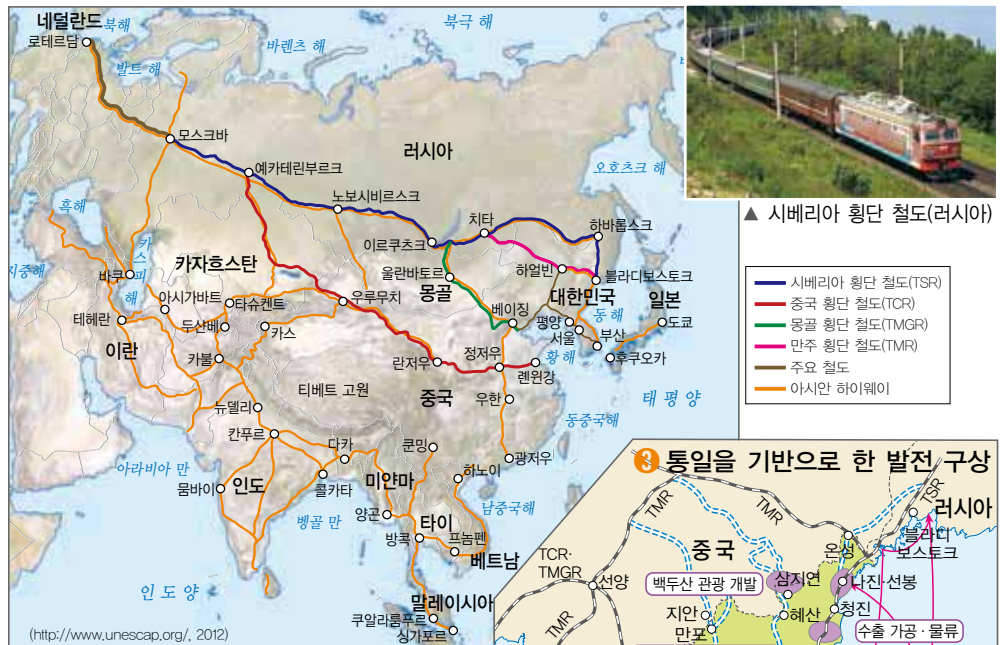 네덜란드
북해
로테르담
발트 해
바렌츠 해
북극 해
모스크바
예카테린부르크
러시아
오호츠크 해
노보시비르스크
치타
하바롭스크
이르쿠츠크
흑해
카스피해
지중해
바쿠
카자흐스탄
울란바토르
몽골
하얼빈
블라디보스토크
대한민국
동해
일본
아시가바트
타슈켄트
우루무치
베이징
평양
서울
부산
도쿄
후쿠오카
테헤란
두샨베
카스
이란
카불
란저우
정저우
황해
롄윈강
티베트 고원
중국
우한
태평양
뉴델리
칸푸르
다카
쿤밍
동중국해
광저우
아라비아 만
뭄바이
인도
콜카타
미얀마
하노이
벵골 만
양곤
타이
남중국해
방콕
프놈펜
베트남
인도양
말레이시아
쿠알라룸푸르
싱가포르
(http://www.unescap.org/, 2012)
▲ 시베리아 횡단 철도(러시아)
시베리아 횡단 철도(TSR)
중국 횡단 철도(TCR)
몽골 횡단 철도(TMGR)
만주 횡단 철도(TMR)
주요 철도
아시안 하이웨이
❸ 통일을 기반으로 한 발전 구상
TMR
TMR
TSR
러시아
블라디
보스토크
중국
온성
TCR·
TMGR
선양
백두산 관광 개발
삼지연
나진·선봉
혜산
청진
지안
만포
TMR
수출 가공·물류